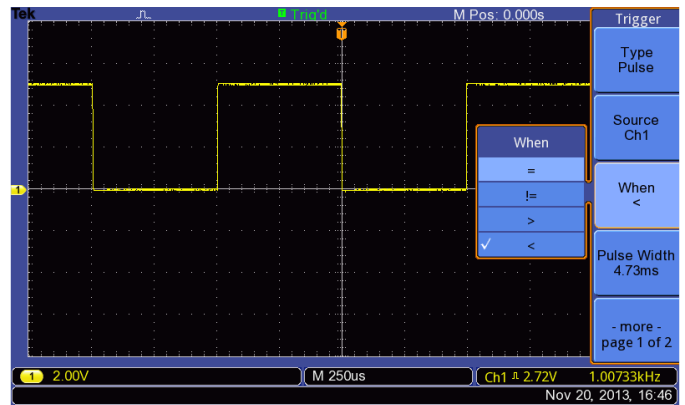 Tek
T Trig'd
M Pos: 0.000s
Trigger
T
Type
Pulse
Source
Ch1
When
<
Pulse Width
4.73ms
- more -
page 1 of 2
When
=
!=
>
✓ <
1
1 2.00V
M 250us
Ch1 2.72V 1.00733kHz
Nov 20, 2013, 16:46